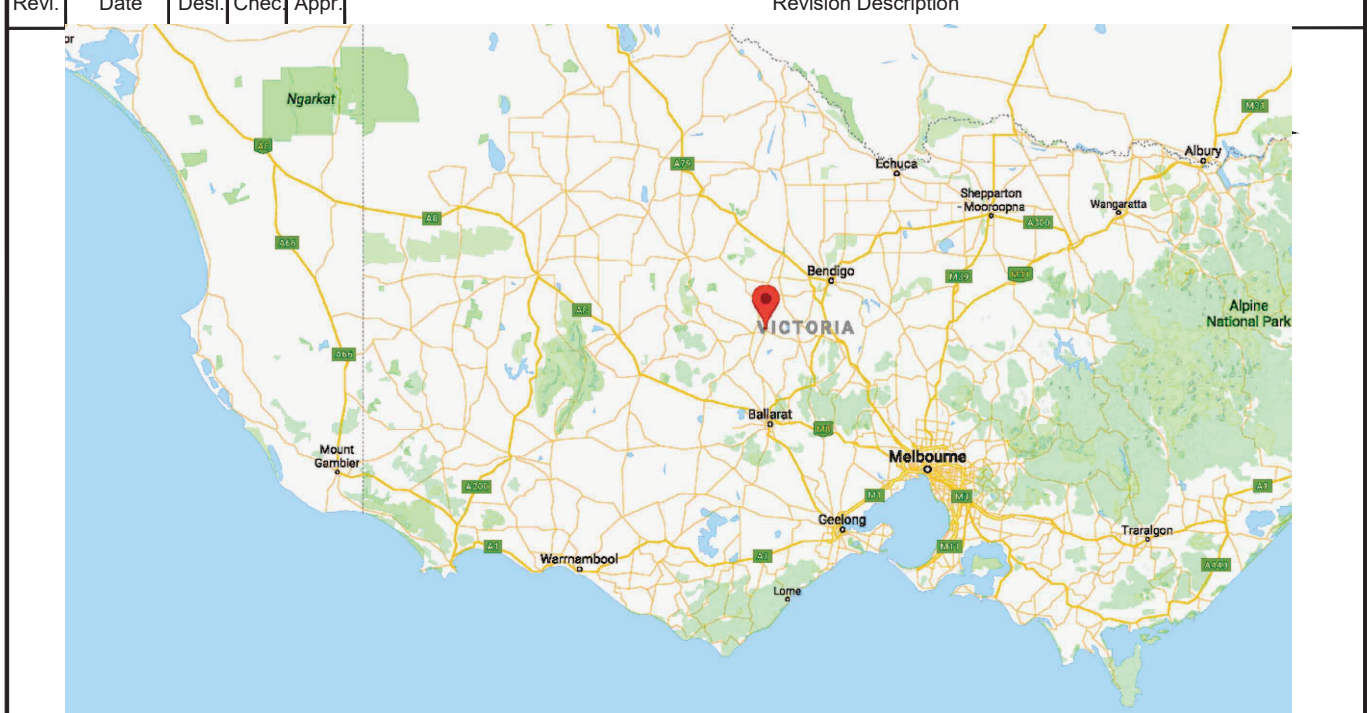 Revi. Date Desi. Chec. Appr. Revision Description
or
Ngarkat
M31
A8
Albury
Echuca
A79
Shepparton
- Mooroopna
Wangaratta
A8
A300
A66
Bendigo
M39
M31
Alpine
National Park
A8
VICTORIA
A66
Ballarat
M8
Mount
Gambier
Melbourne
A200
A1
M1
M3
Geelong
Traralgon
A1
M11
Warrnambool
A1
A440
Lorne